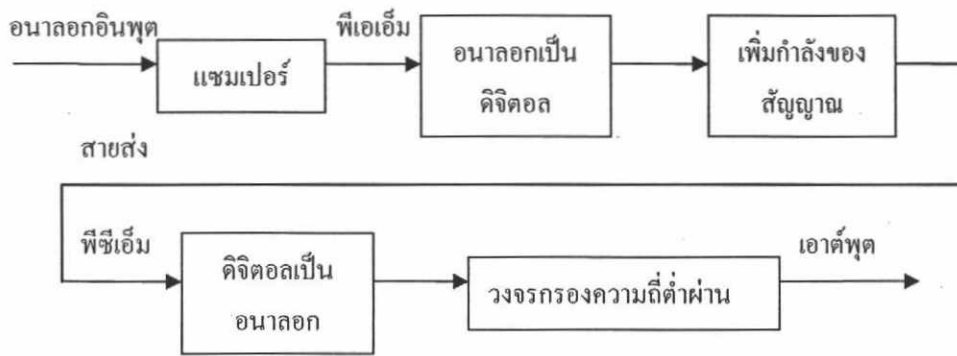 อนาลอกอินพุต
แซมเปอร์
พีเอเอ็ม
อนาลอกเป็น
ดิจิตอล
เพิ่มกำลังของ
สัญญาณ
สายส่ง
พีซีเอ็ม
ดิจิตอลเป็น
อนาลอก
วงจรกรองความถี่ต่ำผ่าน
เอาต์พุต